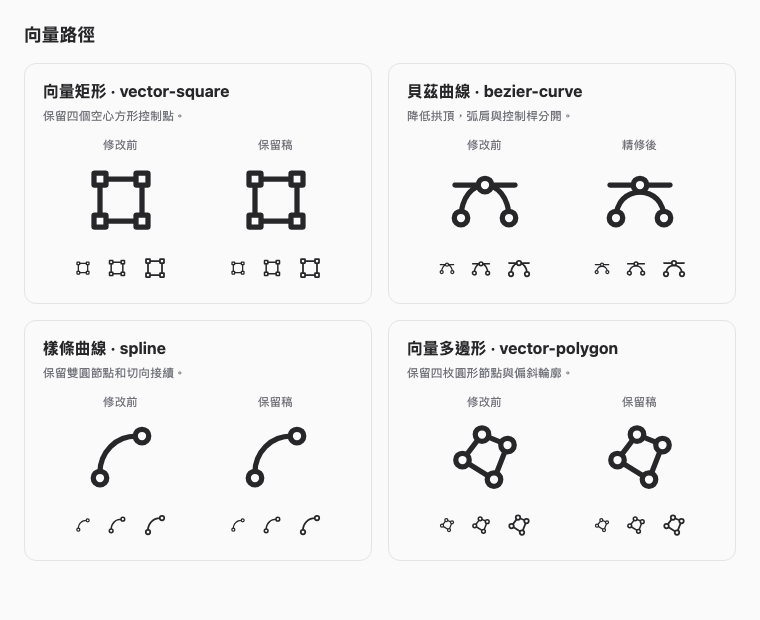 向量路徑
向量矩形 · vector-square
保留四個空心方形控制點。
修改前
保留稿
貝茲曲線 · bezier-curve
降低拱頂，弧肩與控制桿分開。
修改前
精修後
樣條曲線 · spline
保留雙圓節點和切向接續。
修改前
保留稿
向量多邊形 · vector-polygon
保留四枚圓形節點與偏斜輪廓。
修改前
保留稿